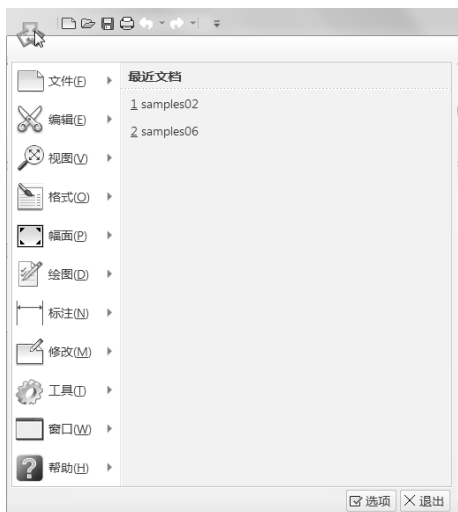 文件(F)
最近文档
1 samples02
编辑(E)
2 samples06
视图(V)
格式(O)
幅面(P)
绘图(D)
标注(N)
修改(M)
工具(T)
窗口(W)
帮助(H)
选项
退出